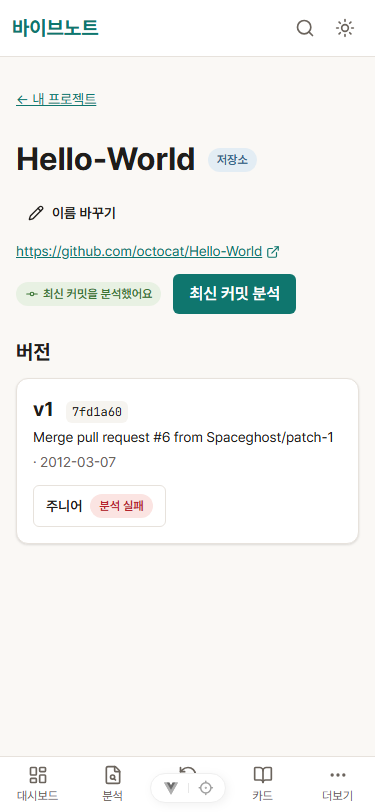 바이브노트
← 내 프로젝트
Hello-World 저장소
이름 바꾸기
https://github.com/octocat/Hello-World
최신 커밋을 분석했어요 최신 커밋 분석
버전
v1 7fd1a60
Merge pull request #6 from Spaceghost/patch-1
· 2012-03-07
주니어 분석 실패
대시보드 분석 카드 더보기